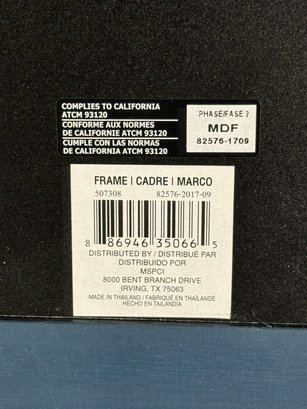 COMPLIES TO CALIFORNIA
ATCM 93120
CONFORME AUX NORMES
DE CALIFORNIE ATCM 93120
CUMPLE CON LAS NORMAS
DE CALIFORNIA ATCM 93120
PHASE/FASE 2
MDF
82576-1709
FRAME | CADRE | MARCO
507308 82576-2017-09
8 86946 35066 5
DISTRIBUTED BY / DISTRIBUÉ PAR
DISTRIBUIDO POR
MSPCI
8000 BENT BRANCH DRIVE
IRVING, TX 75063
MADE IN THAILAND / FABRIQUÉ EN THAÏLANDE
HECHO EN TAILANDIA